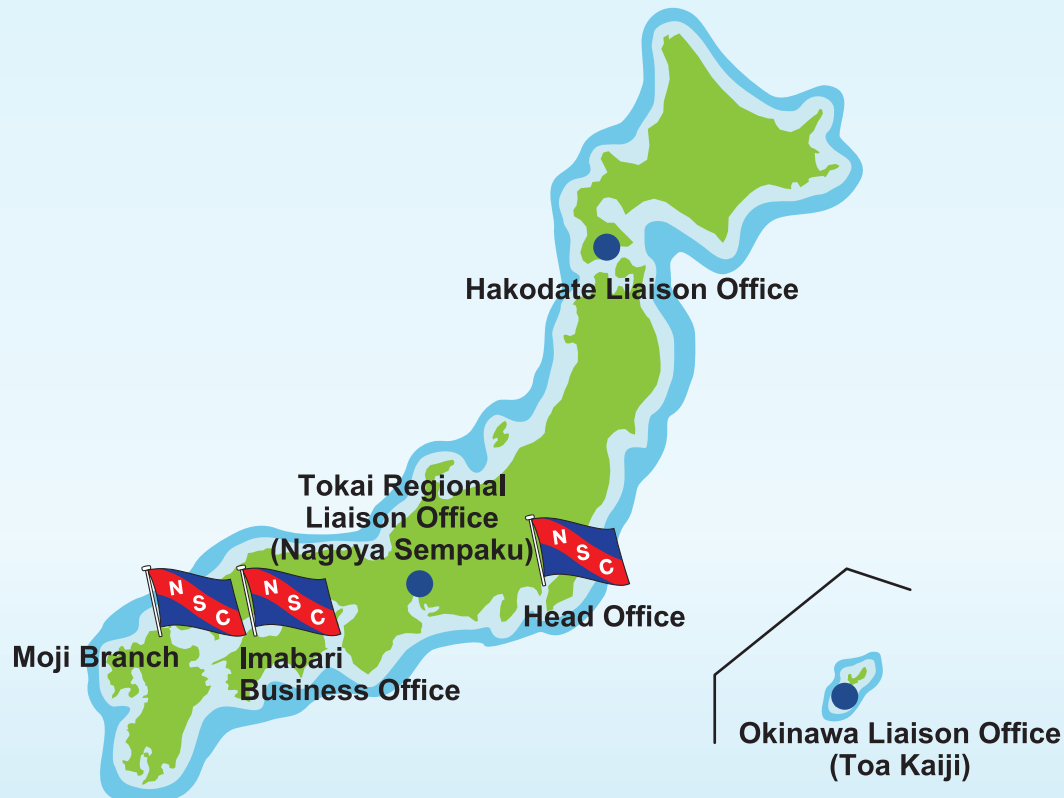 Hakodate Liaison Office
Tokai Regional
Liaison Office
(Nagoya Sempaku)
N S C
Head Office
N S C
N S C
Moji Branch
Imabari
Business Office
Okinawa Liaison Office
(Toa Kaiji)